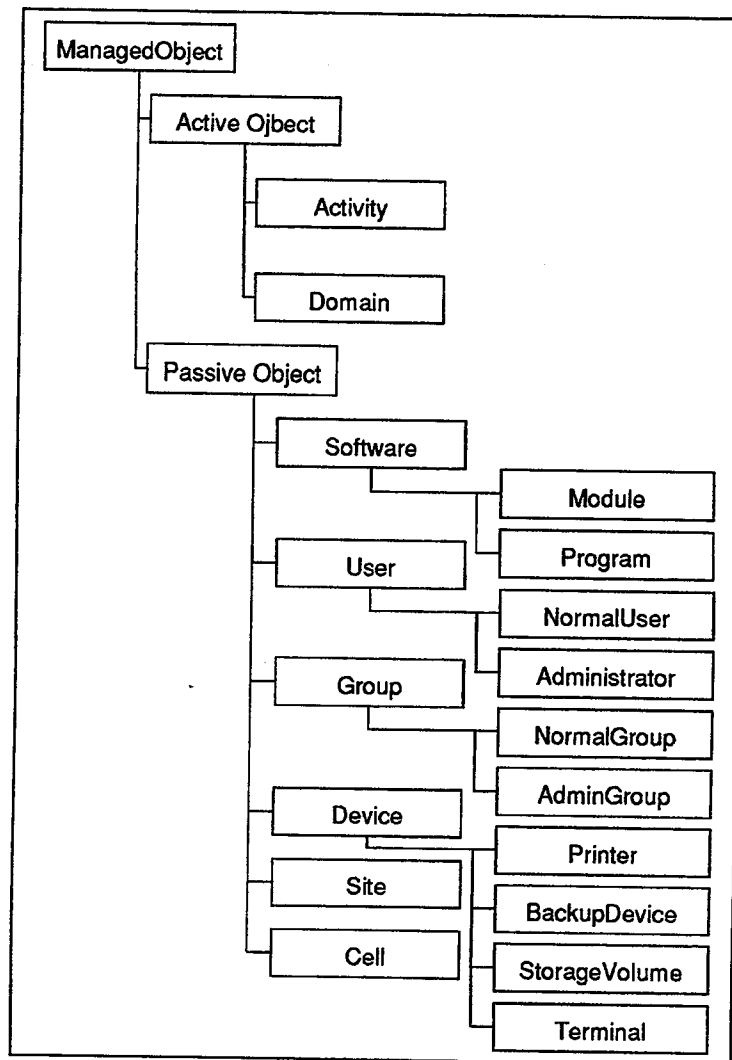 ManagedObject
Active Ojbect
Activity
Domain
Passive Object
Software
Module
Program
User
NormalUser
Administrator
Group
NormalGroup
AdminGroup
Device
Printer
Site
BackupDevice
Cell
StorageVolume
Terminal